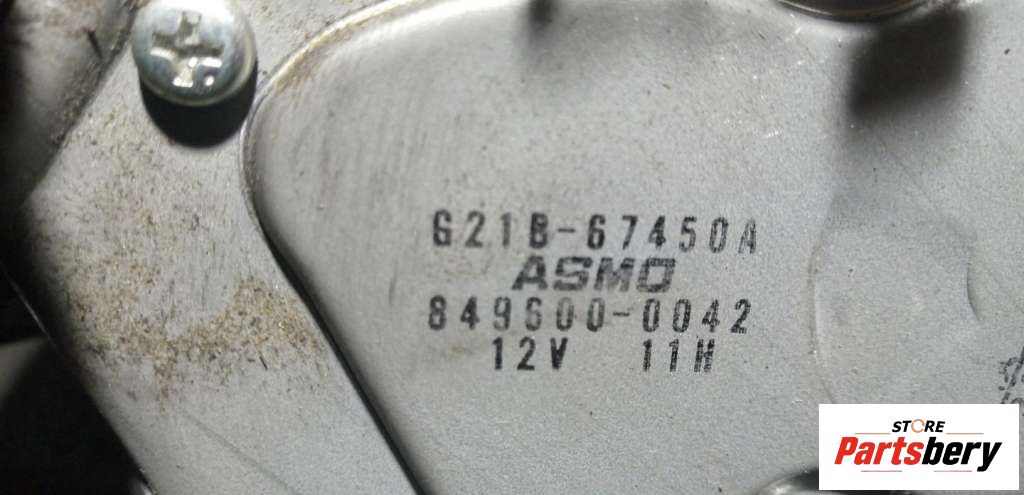 G21B-67450A
ASMO
849600-0042
12V 11H
STORE
Partsbery